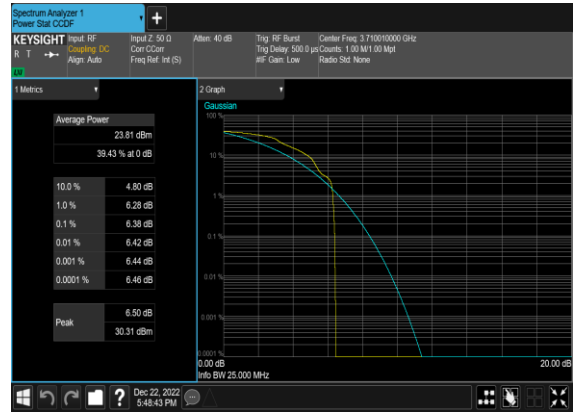 Spectrum Analyzer 1
Power Stat CCDF
KEYSIGHT
R T
LXI
Input: RF
Coupling: DC
Align: Auto
Input Z: 50 Ω
Corr CCorr
Freq Ref: Int (S)
Atten: 40 dB
Trig: RF Burst
Trig Delay: 500.0 µs
#IF Gain: Low
Center Freq: 3.710010000 GHz
Counts: 1.00 M/1.00 Mpt
Radio Std: None
1 Metrics
Average Power
23.81 dBm
39.43 % at 0 dB
10.0 % 4.80 dB
1.0 % 6.28 dB
0.1 % 6.38 dB
0.01 % 6.42 dB
0.001 % 6.44 dB
0.0001 % 6.46 dB
Peak
6.50 dB
30.31 dBm
2 Graph
Gaussian
100 %
10 %
1 %
0.1 %
0.01 %
0.001 %
0.0001 %
0.00 dB 20.00 dB
Info BW 25.000 MHz
Dec 22, 2022
5:48:43 PM